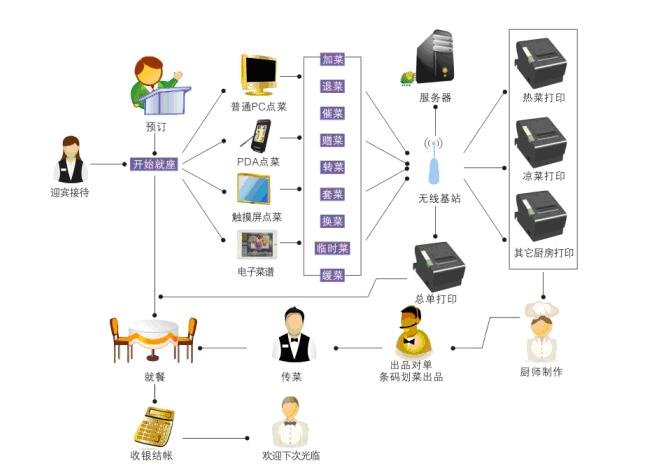 预订
迎宾接待
开始就座
普通PC点菜
PDA点菜
触摸屏点菜
电子菜谱
加菜
退菜
催菜
赠菜
转菜
套菜
换菜
临时菜
缓菜
服务器
无线基站
总单打印
热菜打印
凉菜打印
其它厨房打印
就餐
传菜
出品对单
条码划菜出品
厨师制作
收银结帐
欢迎下次光临